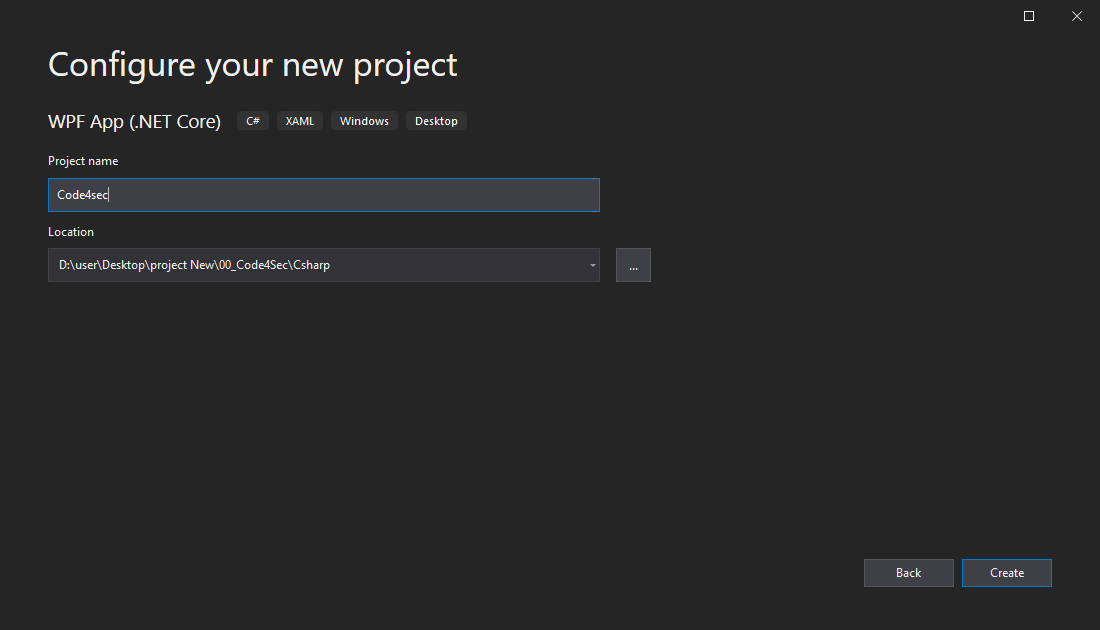 Configure your new project
WPF App (.NET Core) C# XAML Windows Desktop
Project name
Code4sec
Location
D:\user\Desktop\project New\00_Code4Sec\Csharp ...
Back Create